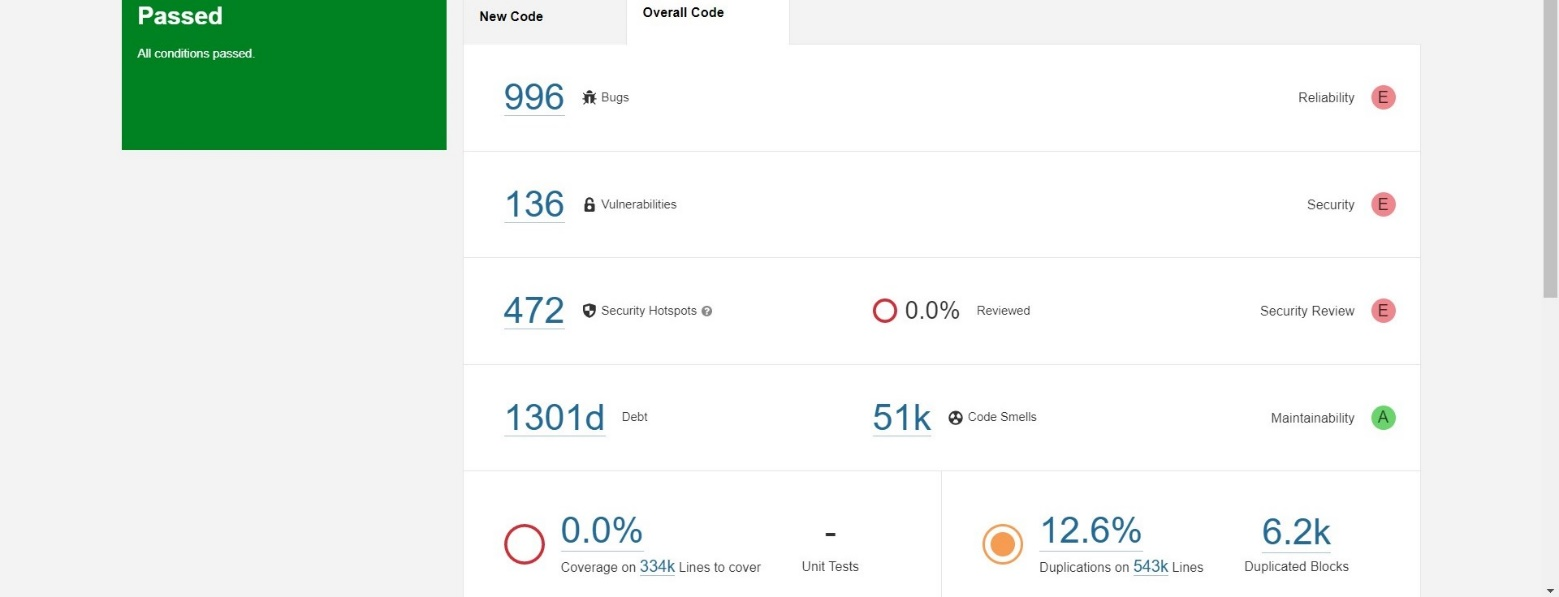 Passed
All conditions passed.
New Code
Overall Code
996 Bugs Reliability E
136 Vulnerabilities Security E
472 Security Hotspots ? 0.0% Reviewed Security Review E
1301d Debt 51k Code Smells Maintainability A
0.0% - 12.6% 6.2k
Coverage on 334k Lines to cover Unit Tests Duplications on 543k Lines Duplicated Blocks